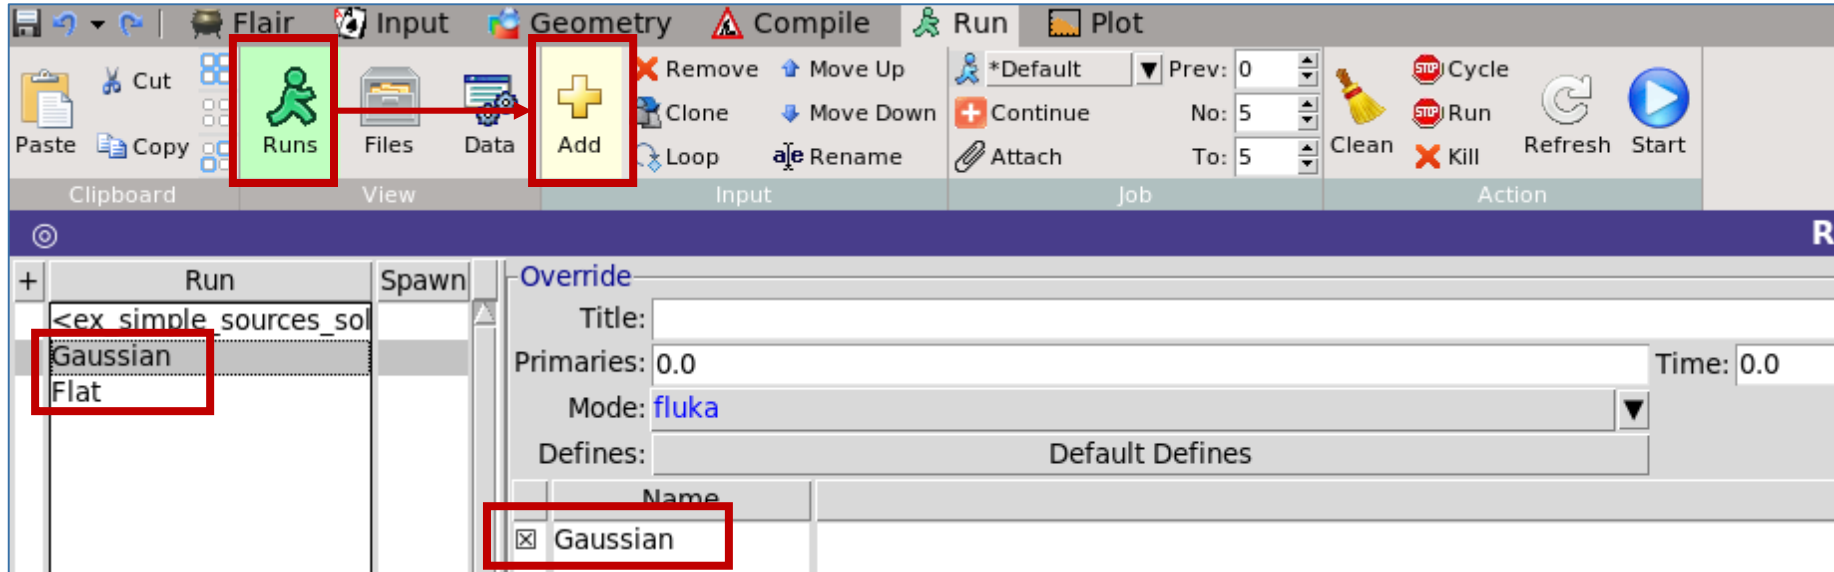 Flair Input Geometry Compile Run Plot
Cut Remove Move Up *Default Prev: 0 Cycle
Clone Move Down Continue No: 5 Run
Paste Copy Runs Files Data Add Loop Rename Attach To: 5 Clean Kill Refresh Start
Clipboard View Input Job Action
R
+ Run Spawn Override
<ex_simple_sources_sol Title:
Gaussian Primaries: 0.0 Time: 0.0
Flat Mode: fluka
Defines: Default Defines
Name
Gaussian